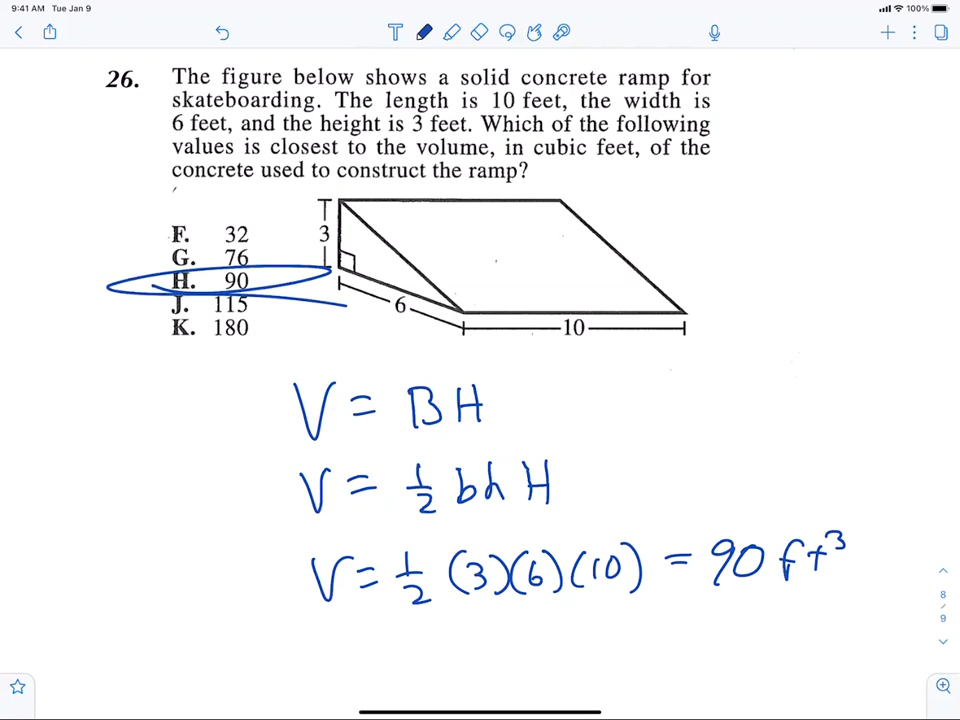 9:41 AM Tue Jan 9
100%
26. The figure below shows a solid concrete ramp for
skateboarding. The length is 10 feet, the width is
6 feet, and the height is 3 feet. Which of the following
values is closest to the volume, in cubic feet, of the
concrete used to construct the ramp?
F. 32
G. 76
H. 90
J. 115
K. 180
3
6
10
V = BH
V = 1/2 bh H
V = 1/2 (3)(6)(10) = 90 ft³
8
/
9